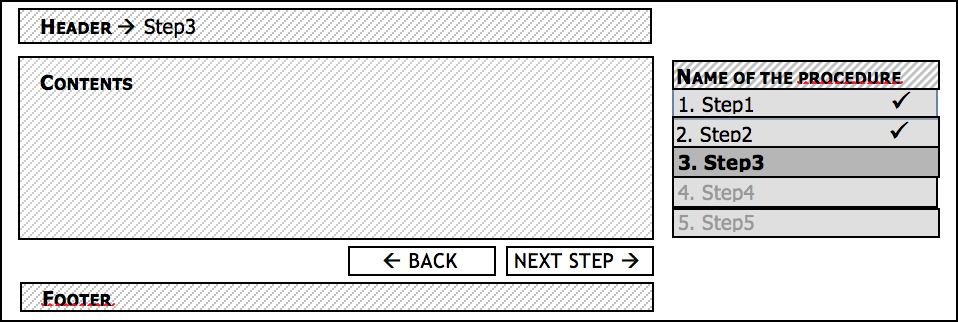 HEADER → Step3
CONTENTS
← BACK
NEXT STEP →
FOOTER
NAME OF THE PROCEDURE
1. Step1 ✓
2. Step2 ✓
3. Step3
4. Step4
5. Step5